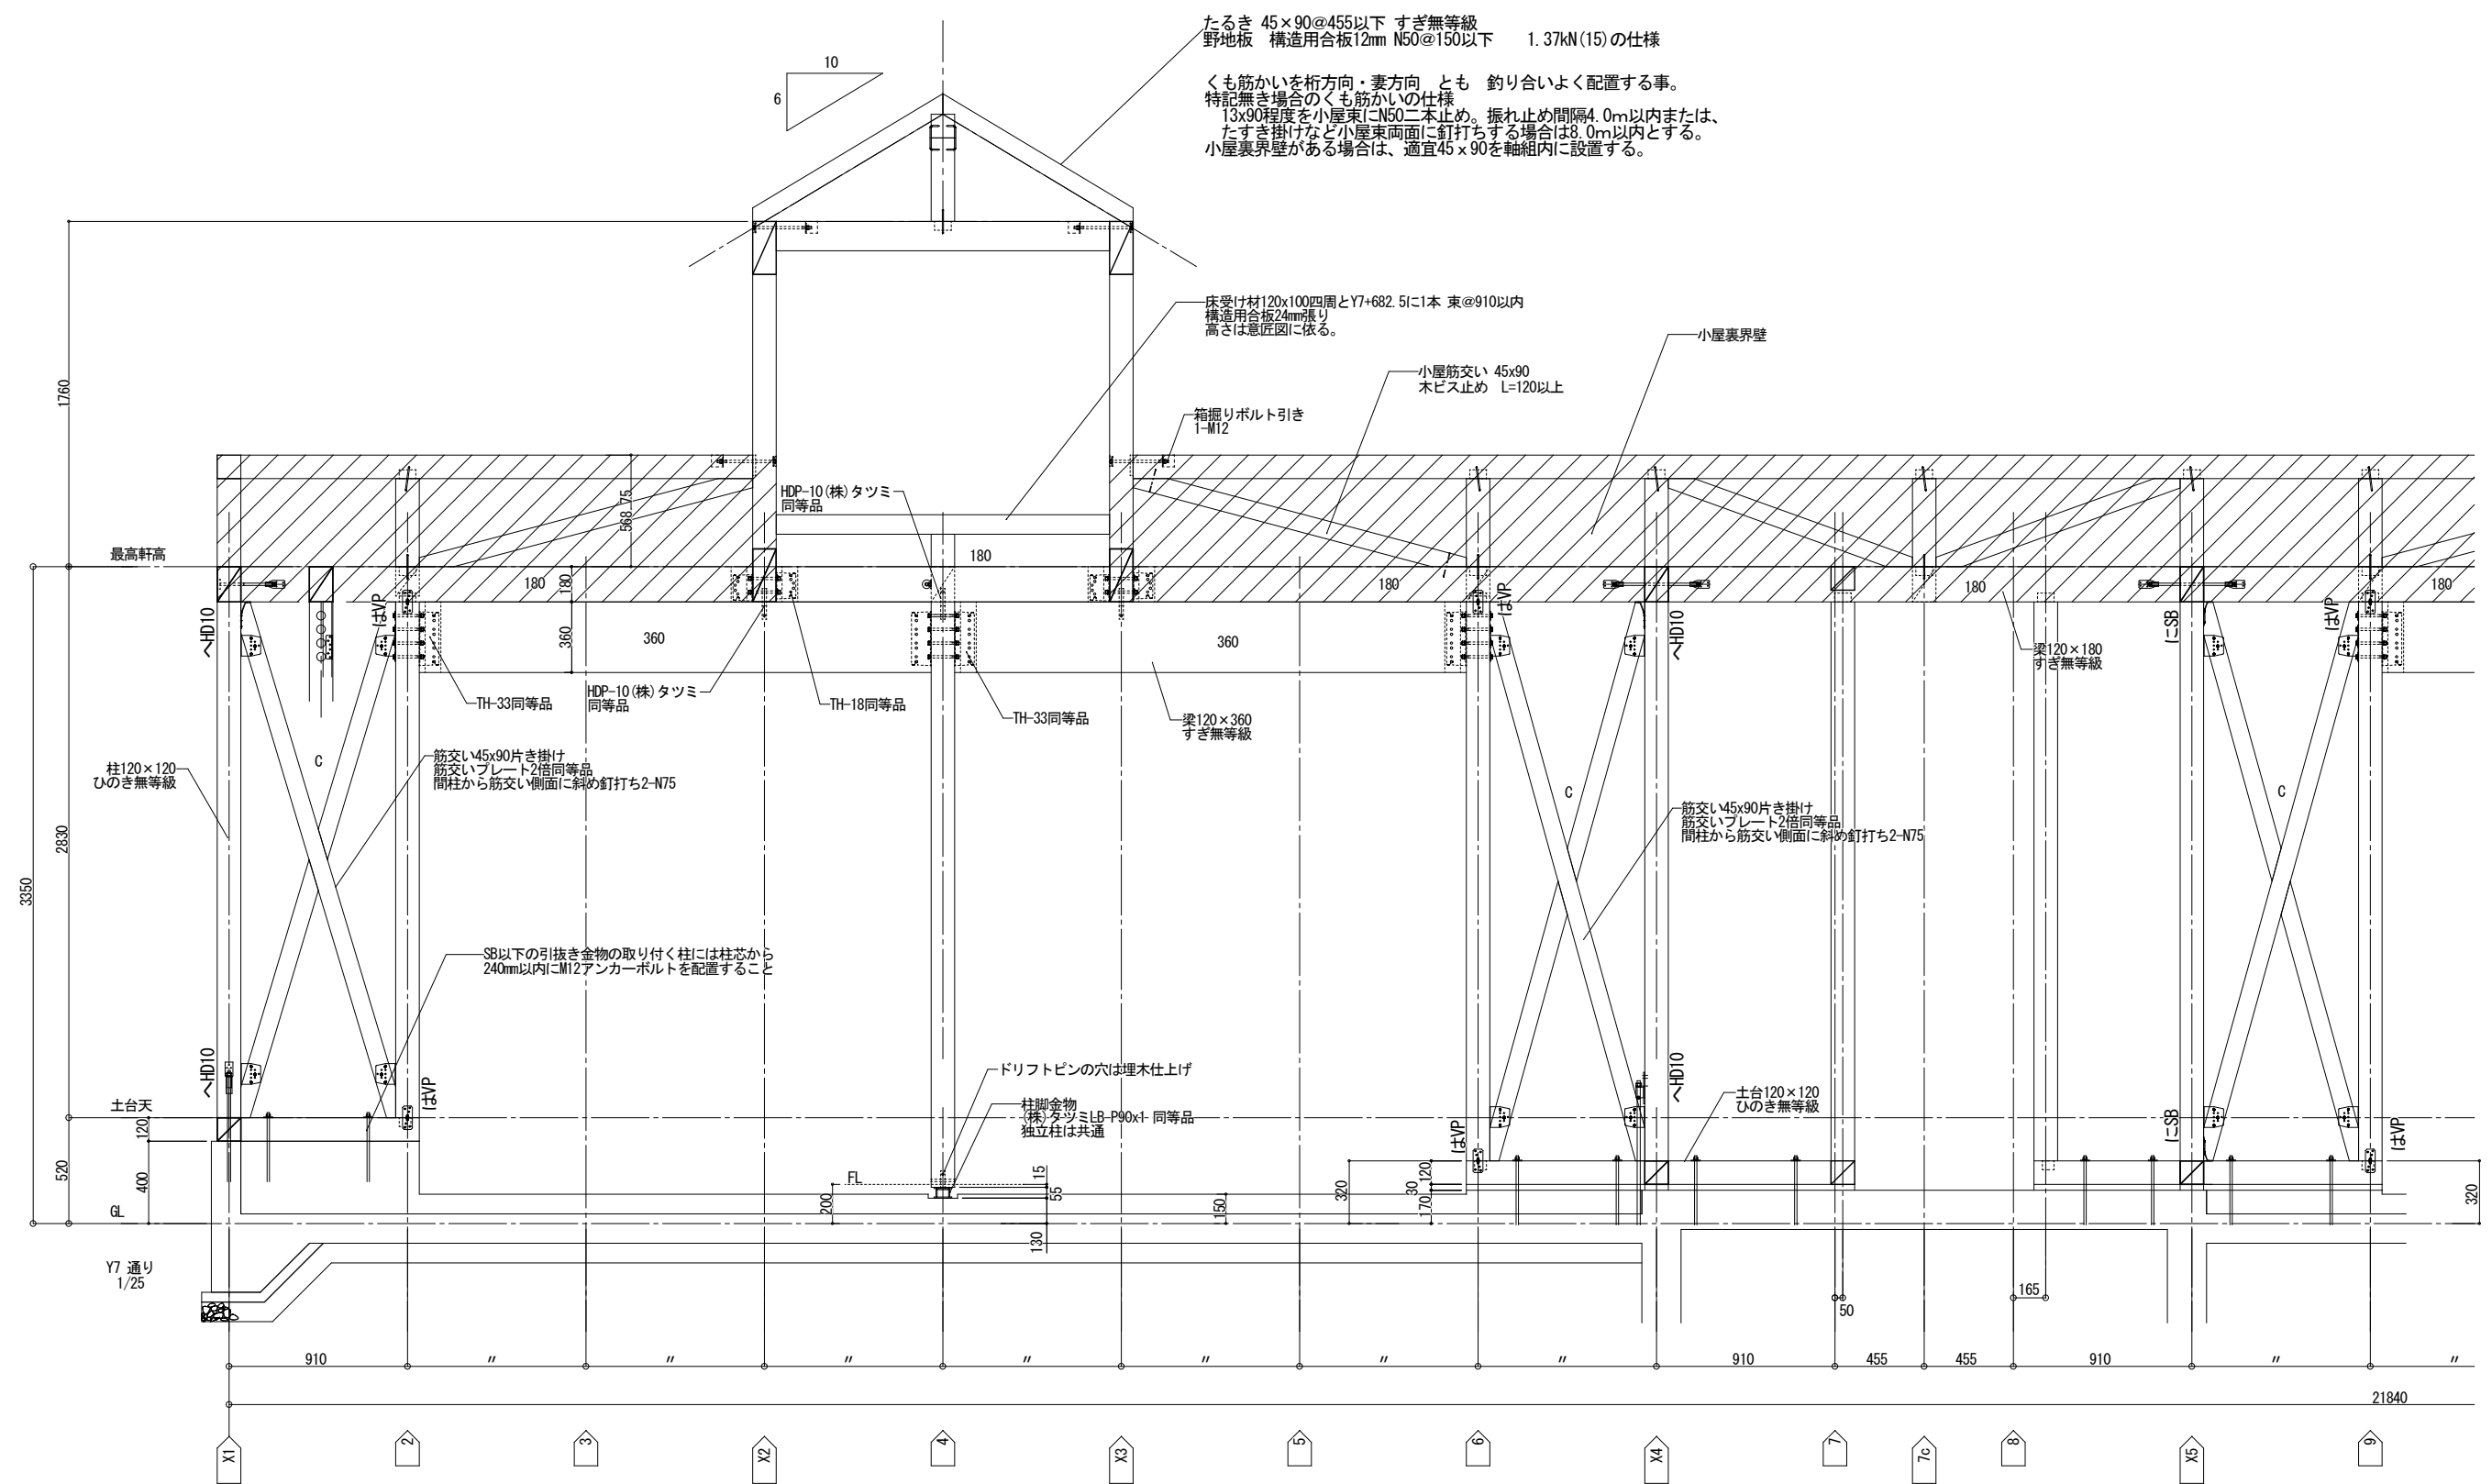 たるき 45×90@455以下 すぎ無等級
野地板 構造用合板12mm N50@150以下 1.37kN(15)の仕様
くも筋かいを桁方向・妻方向 とも 釣り合いよく配置する事。
特記無き場合のくも筋かいの仕様
13x90程度を小屋束にN50二本止め。振れ止め間隔4.0m以内または、
たすき掛けなど小屋束両面に釘打ちする場合は8.0m以内とする。
小屋裏界壁がある場合は、適宜45x90を軸組内に設置する。
10
6
床受け材120x100四周とY7+682.5に1本 束@910以内
構造用合板24mm張り
高さは意匠図に依る。
小屋裏界壁
小屋筋交い 45x90
木ビス止め L=120以上
箱掘りボルト引き
1-M12
1760
568.75
HDP-10(株)タツミ
同等品
最高軒高
180
180
180
180
180
180
へHD10
はVP
360
360
360
はVP
へHD10
にSB
はVP
梁120×180
すぎ無等級
TH-33同等品
HDP-10(株)タツミ
同等品
TH-18同等品
TH-33同等品
梁120×360
すぎ無等級
柱120×120
ひのき無等級
C
筋交い45x90片き掛け
筋交いプレート2倍同等品
間柱から筋交い側面に斜め釘打ち2-N75
C
筋交い45x90片き掛け
筋交いプレート2倍同等品
間柱から筋交い側面に斜め釘打ち2-N75
C
2830
3350
SB以下の引抜き金物の取り付く柱には柱芯から
240mm以内にM12アンカーボルトを配置すること
へHD10
はVP
ドリフトピンの穴は埋木仕上げ
柱脚金物
(株)タツミLB-P90x1 同等品
独立柱は共通
はVP
へHD10
土台120×120
ひのき無等級
にSB
はVP
土台天
120
400
520
FL
200
15
55
130
150
320
120
30
170
320
GL
Y7 通り
1/25
50
165
910
〃
〃
〃
〃
〃
〃
〃
910
455
455
910
〃
〃
21840
X1
2
3
X2
4
X3
5
6
X4
7
7c
8
X5
9